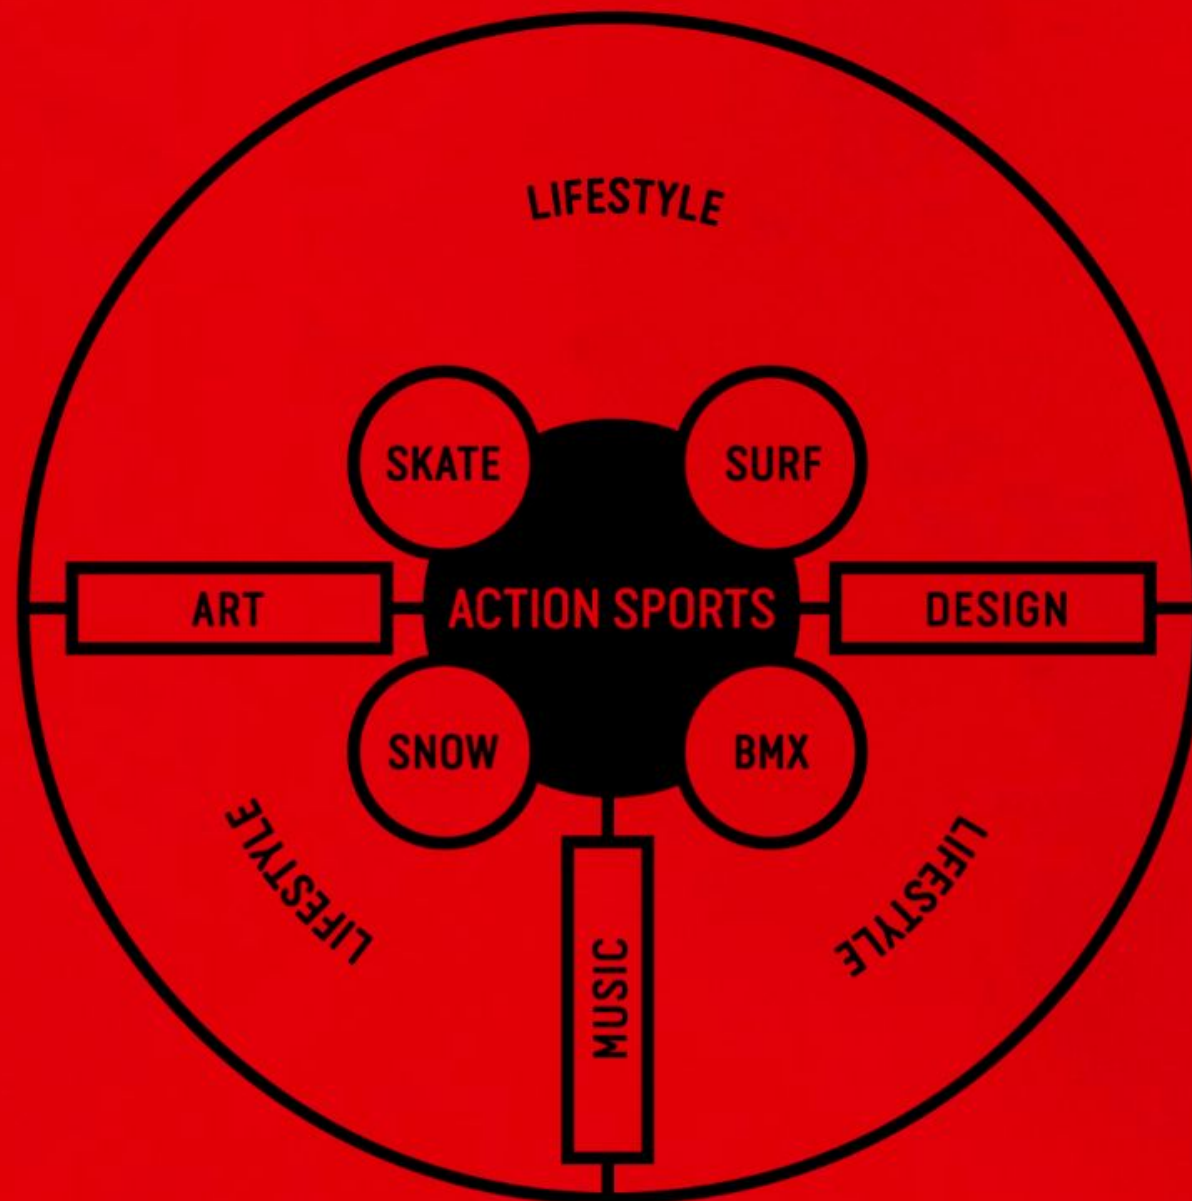 LIFESTYLE
SKATE
SURF
ART
ACTION SPORTS
DESIGN
SNOW
BMX
LIFESTYLE
LIFESTYLE
MUSIC